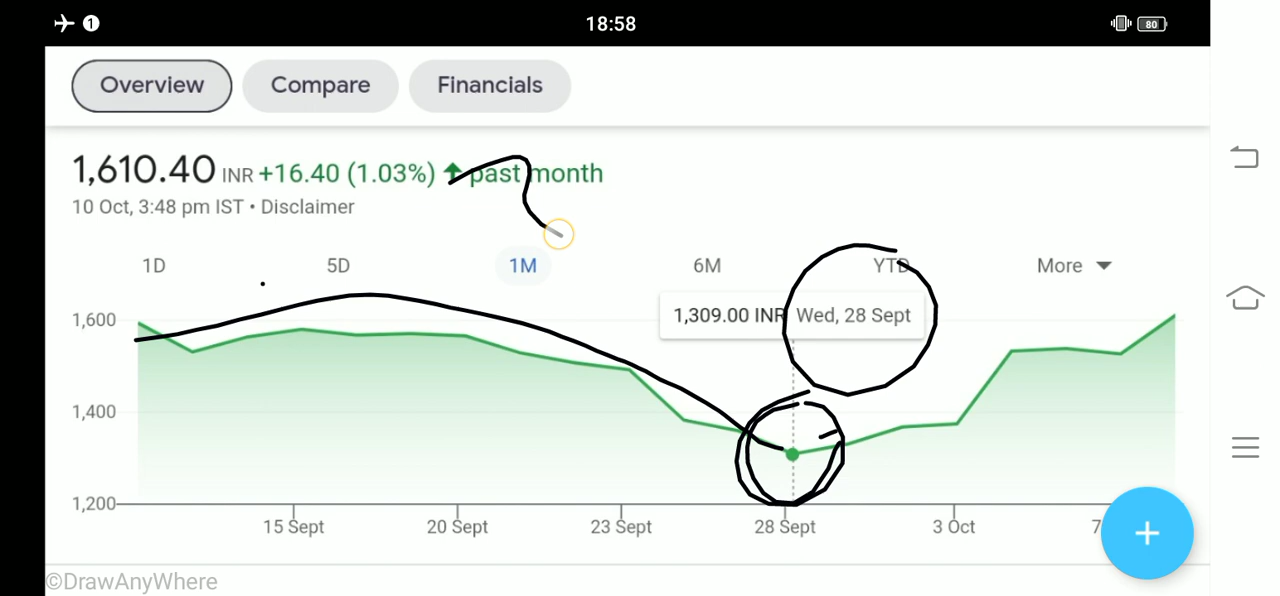 1 18:58 80
Overview Compare Financials
1,610.40 INR +16.40 (1.03%) past month
10 Oct, 3:48 pm IST • Disclaimer
1D 5D 1M 6M YTD More
1,309.00 INR Wed, 28 Sept
1,600
1,400
1,200
15 Sept 20 Sept 23 Sept 28 Sept 3 Oct 7
©DrawAnyWhere